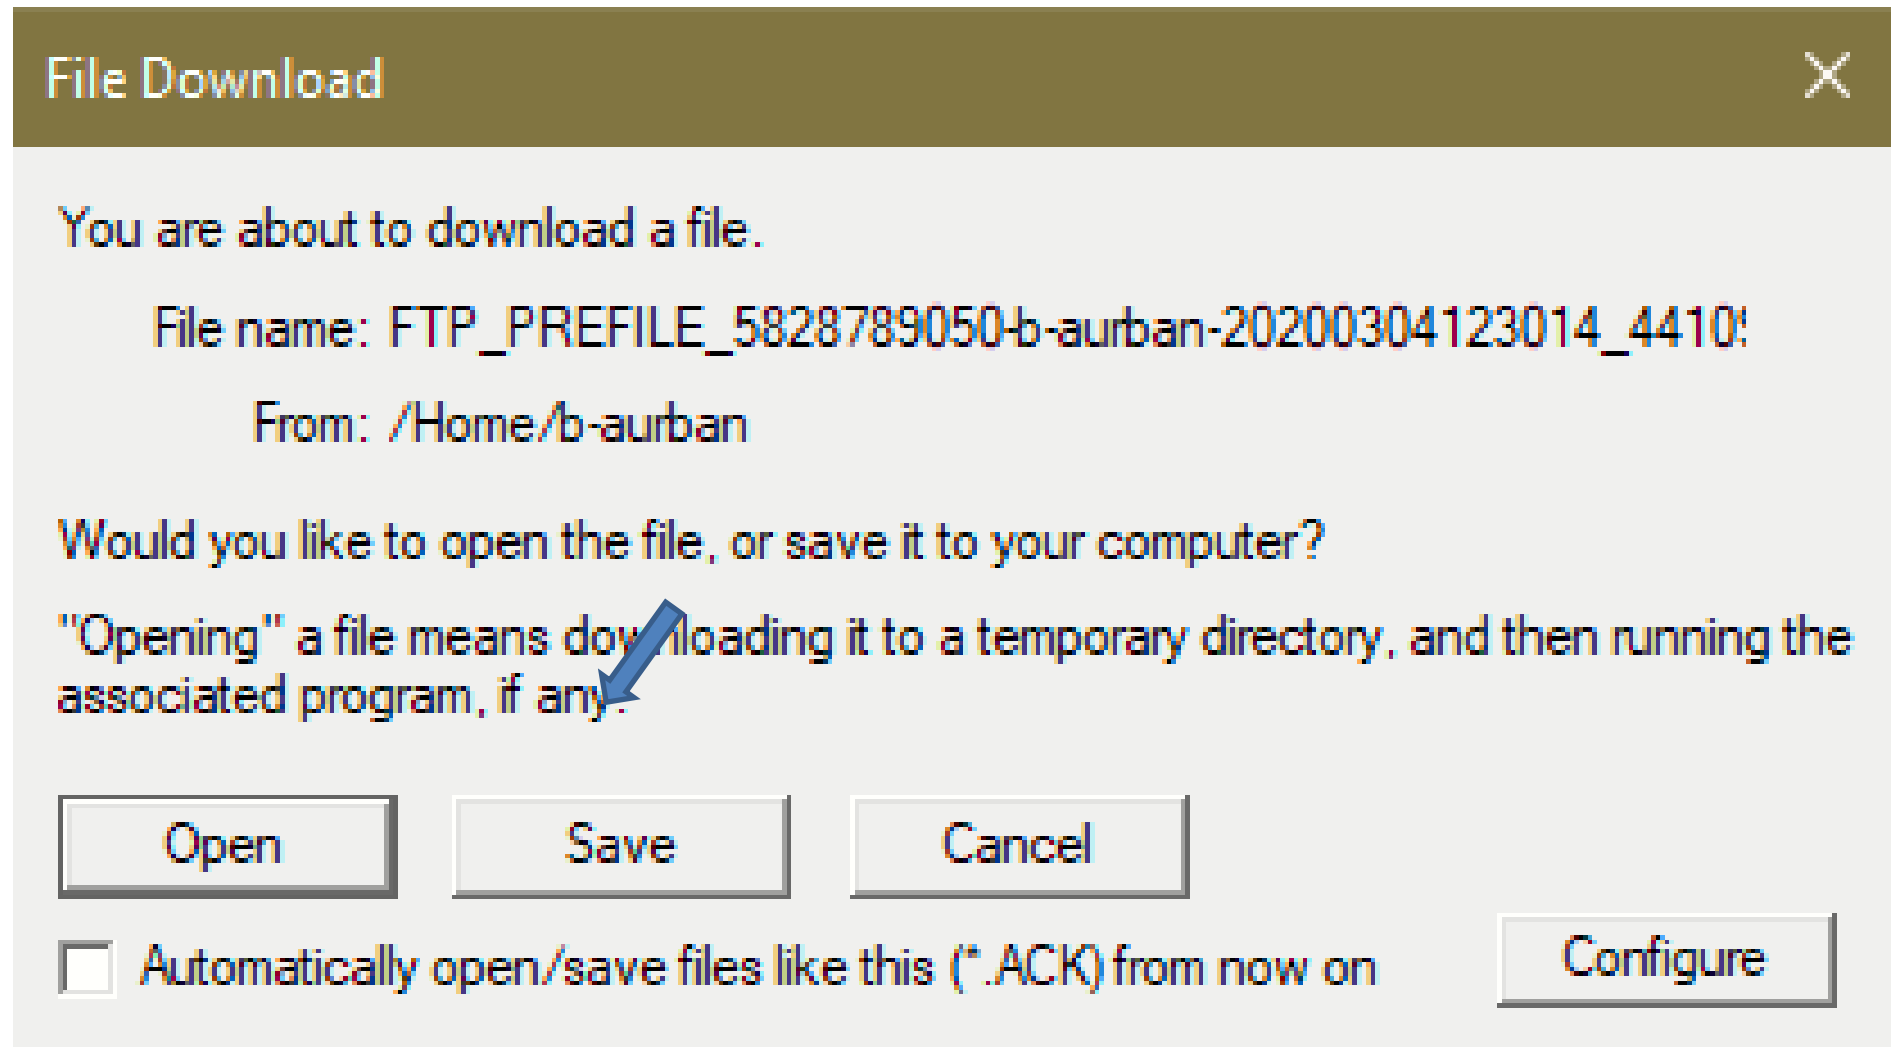 File Download
You are about to download a file.
File name: FTP_PREFILE_5828789050-b-aurban-20200304123014_4410
From: /Home/b-aurban
Would you like to open the file, or save it to your computer?
"Opening" a file means downloading it to a temporary directory, and then running the
associated program, if any.
Open Save Cancel
Automatically open/save files like this (*.ACK) from now on
Configure